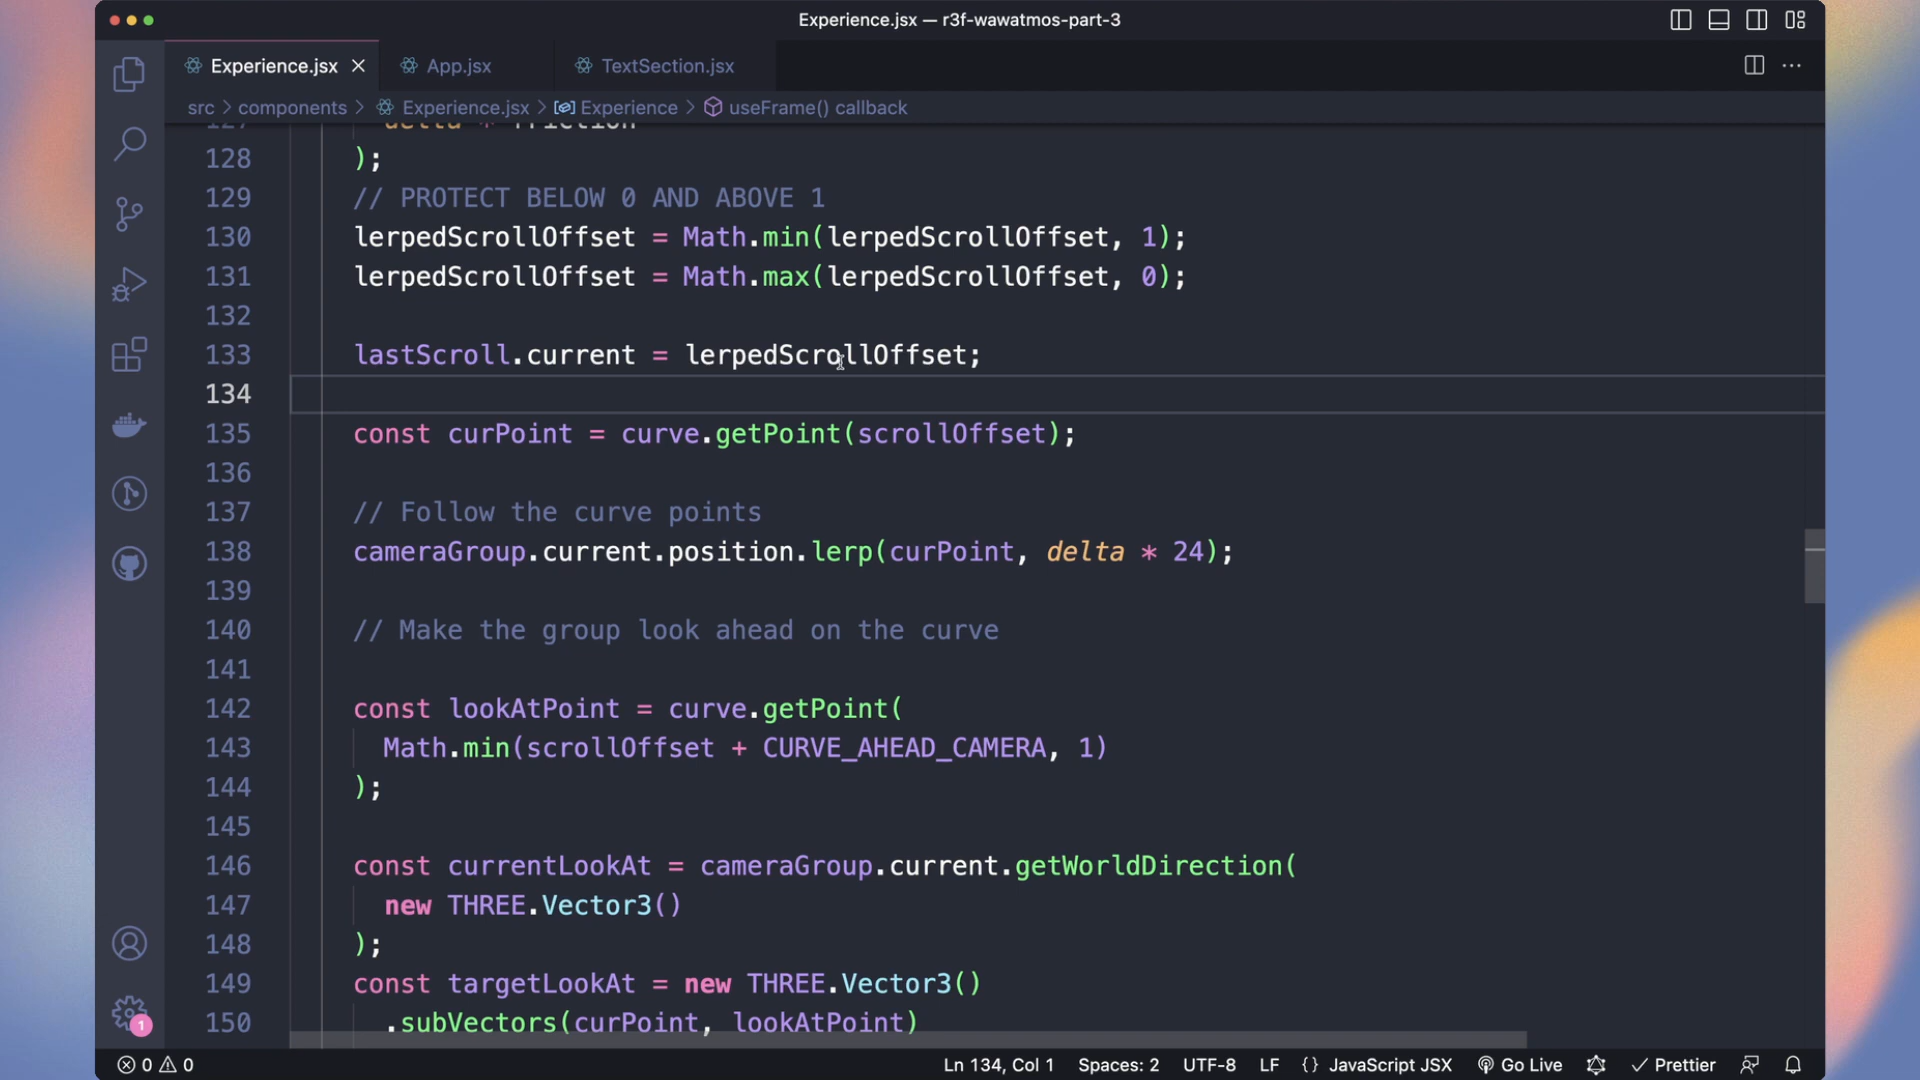 Experience.jsx — r3f-wawatmos-part-3
Experience.jsx App.jsx TextSection.jsx
src > components > Experience.jsx > Experience > useFrame() callback
127 delta * friction
128 );
129 // PROTECT BELOW 0 AND ABOVE 1
130 lerpedScrollOffset = Math.min(lerpedScrollOffset, 1);
131 lerpedScrollOffset = Math.max(lerpedScrollOffset, 0);
132
133 lastScroll.current = lerpedScrollOffset;
134
135 const curPoint = curve.getPoint(scrollOffset);
136
137 // Follow the curve points
138 cameraGroup.current.position.lerp(curPoint, delta * 24);
139
140 // Make the group look ahead on the curve
141
142 const lookAtPoint = curve.getPoint(
143 Math.min(scrollOffset + CURVE_AHEAD_CAMERA, 1)
144 );
145
146 const currentLookAt = cameraGroup.current.getWorldDirection(
147 new THREE.Vector3()
148 );
149 const targetLookAt = new THREE.Vector3()
150 .subVectors(curPoint, lookAtPoint)
1
0 0 Ln 134, Col 1 Spaces: 2 UTF-8 LF {} JavaScript JSX Go Live Prettier